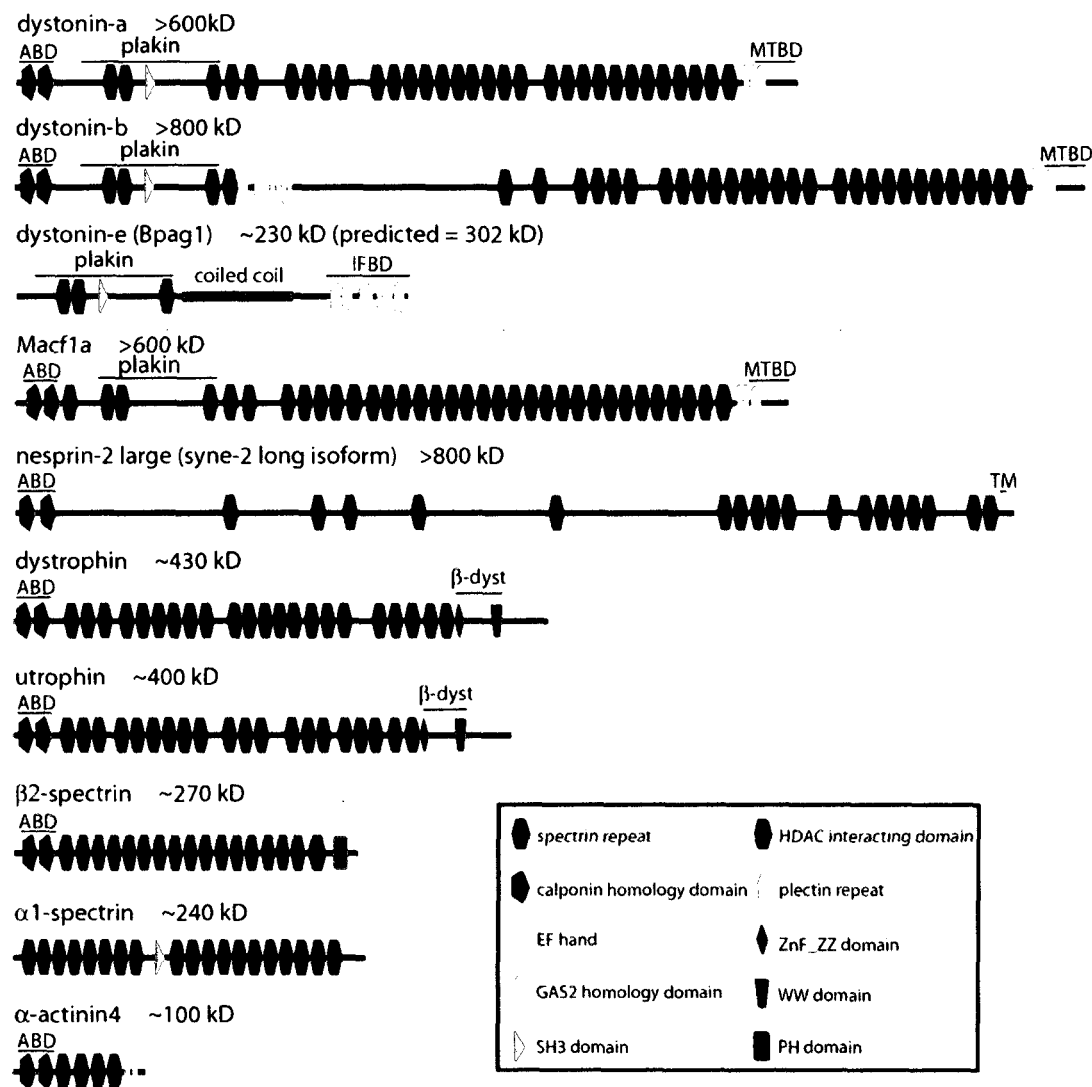 dystonin-a >600kD
ABD plakin MTBD
dystonin-b >800 kD
ABD plakin MTBD
dystonin-e (Bpag1) ~230 kD (predicted = 302 kD)
plakin coiled coil IFBD
Macf1a >600 kD
ABD plakin MTBD
nesprin-2 large (syne-2 long isoform) >800 kD
ABD TM
dystrophin ~430 kD
ABD β-dyst
utrophin ~400 kD
ABD β-dyst
β2-spectrin ~270 kD
ABD
α1-spectrin ~240 kD
α-actinin4 ~100 kD
ABD
spectrin repeat
calponin homology domain
EF hand
GAS2 homology domain
SH3 domain
HDAC interacting domain
plectin repeat
ZnF_ZZ domain
WW domain
PH domain